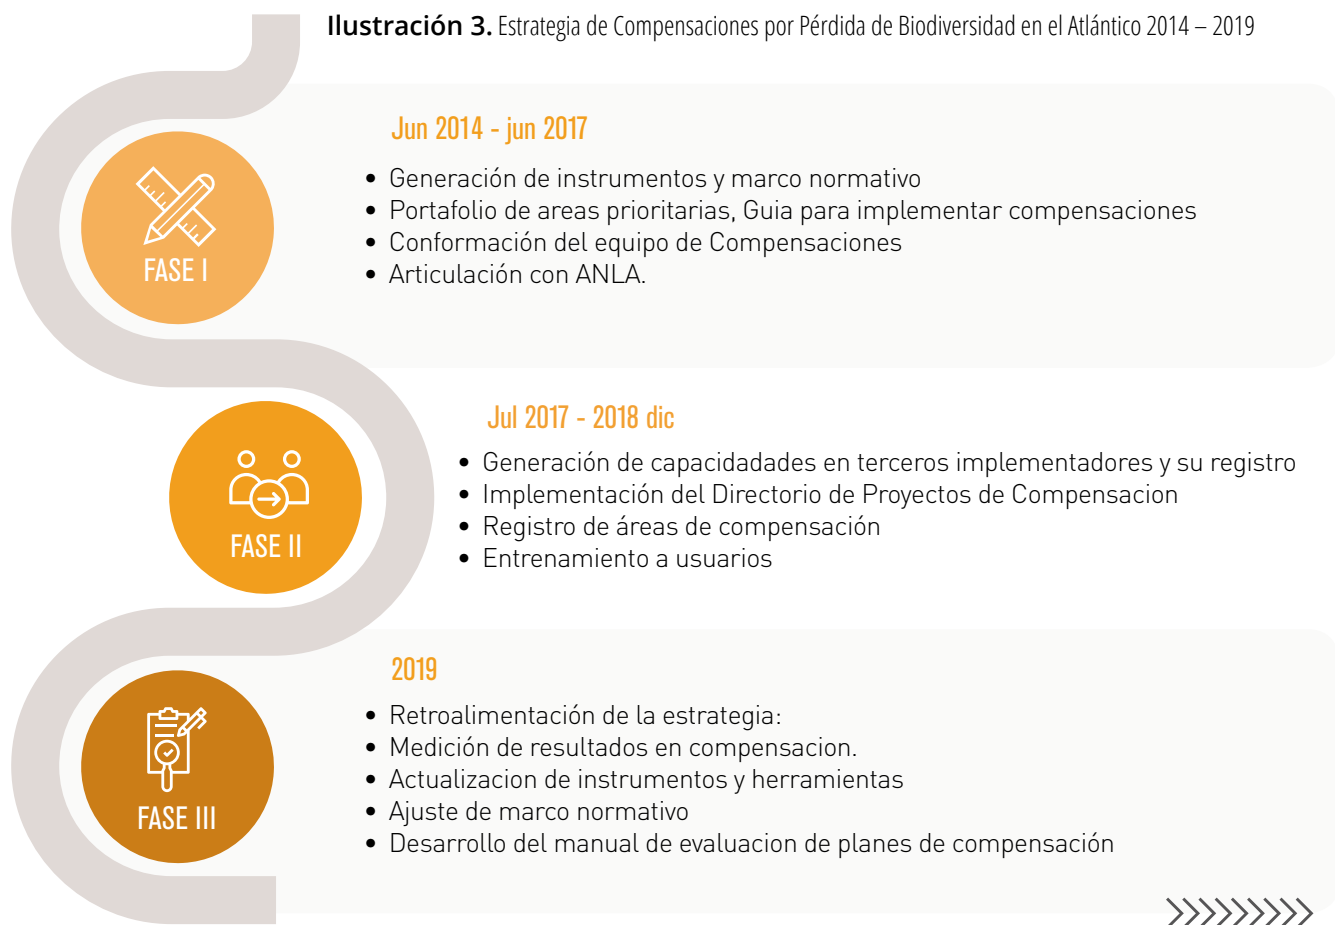 Ilustración 3. Estrategia de Compensaciones por Pérdida de Biodiversidad en el Atlántico 2014 – 2019
Jun 2014 - jun 2017
• Generación de instrumentos y marco normativo
• Portafolio de areas prioritarias, Guia para implementar compensaciones
• Conformación del equipo de Compensaciones
• Articulación con ANLA.
FASE I
Jul 2017 - 2018 dic
• Generación de capacidadades en terceros implementadores y su registro
• Implementación del Directorio de Proyectos de Compensacion
• Registro de áreas de compensación
• Entrenamiento a usuarios
FASE II
2019
• Retroalimentación de la estrategia:
• Medición de resultados en compensacion.
• Actualizacion de instrumentos y herramientas
• Ajuste de marco normativo
• Desarrollo del manual de evaluacion de planes de compensación
FASE III